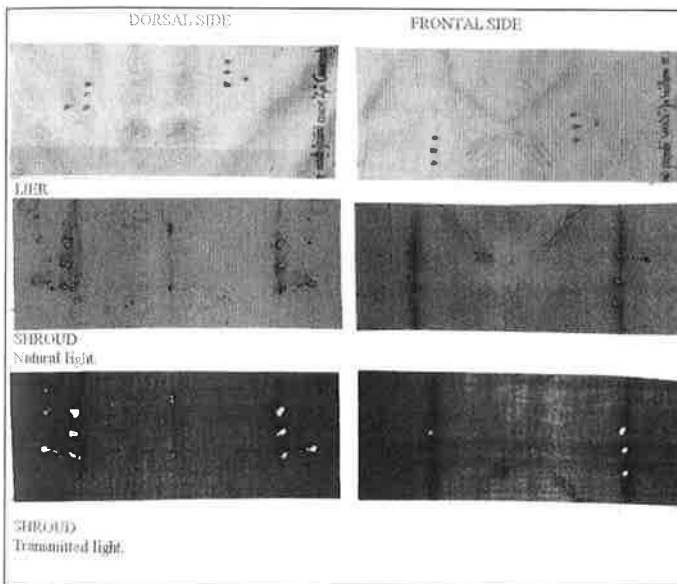 DORSAL SIDE
FRONTAL SIDE
LIER
SHROUD
Natural light.
SHROUD
Transmitted light.